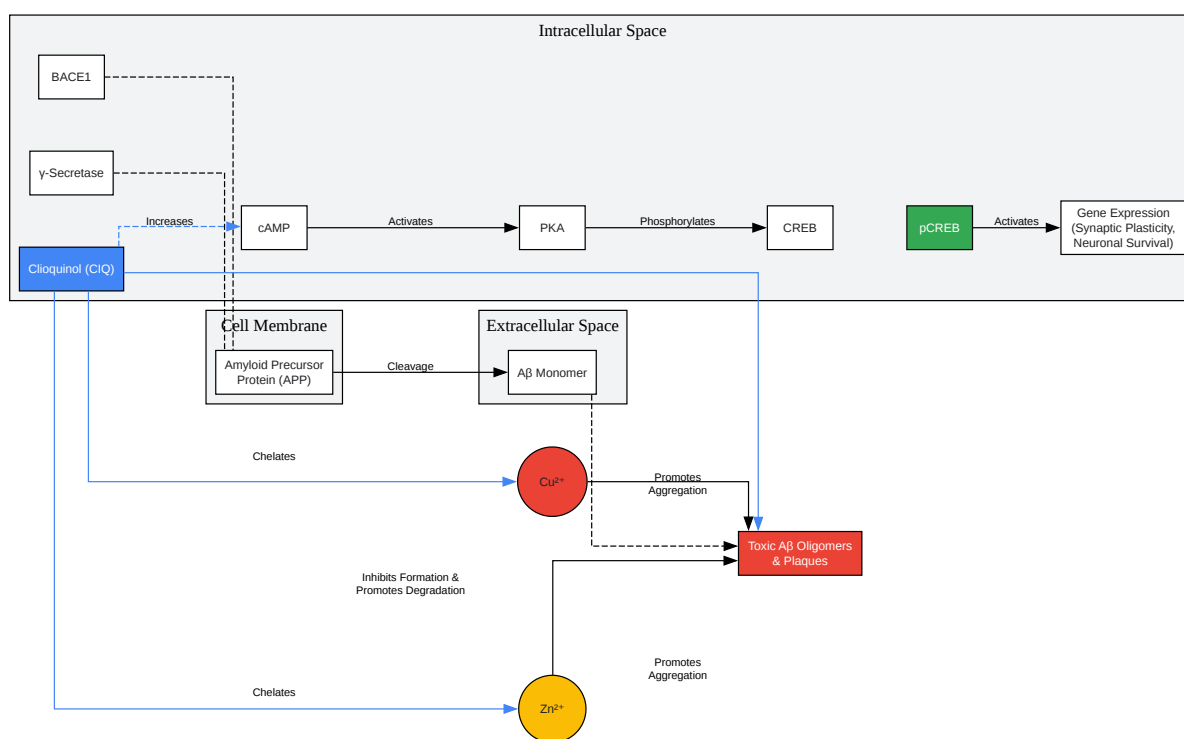 Intracellular Space
BACE1
γ-Secretase
Increases
cAMP
Activates
PKA
Phosphorylates
CREB
pCREB
Activates
Gene Expression
(Synaptic Plasticity,
Neuronal Survival)
Clioquinol (CIQ)
Cell Membrane
Extracellular Space
Amyloid Precursor
Protein (APP)
Cleavage
Aβ Monomer
Chelates
Cu²⁺
Promotes
Aggregation
Toxic Aβ Oligomers
& Plaques
Inhibits Formation &
Promotes Degradation
Promotes
Aggregation
Chelates
Zn²⁺